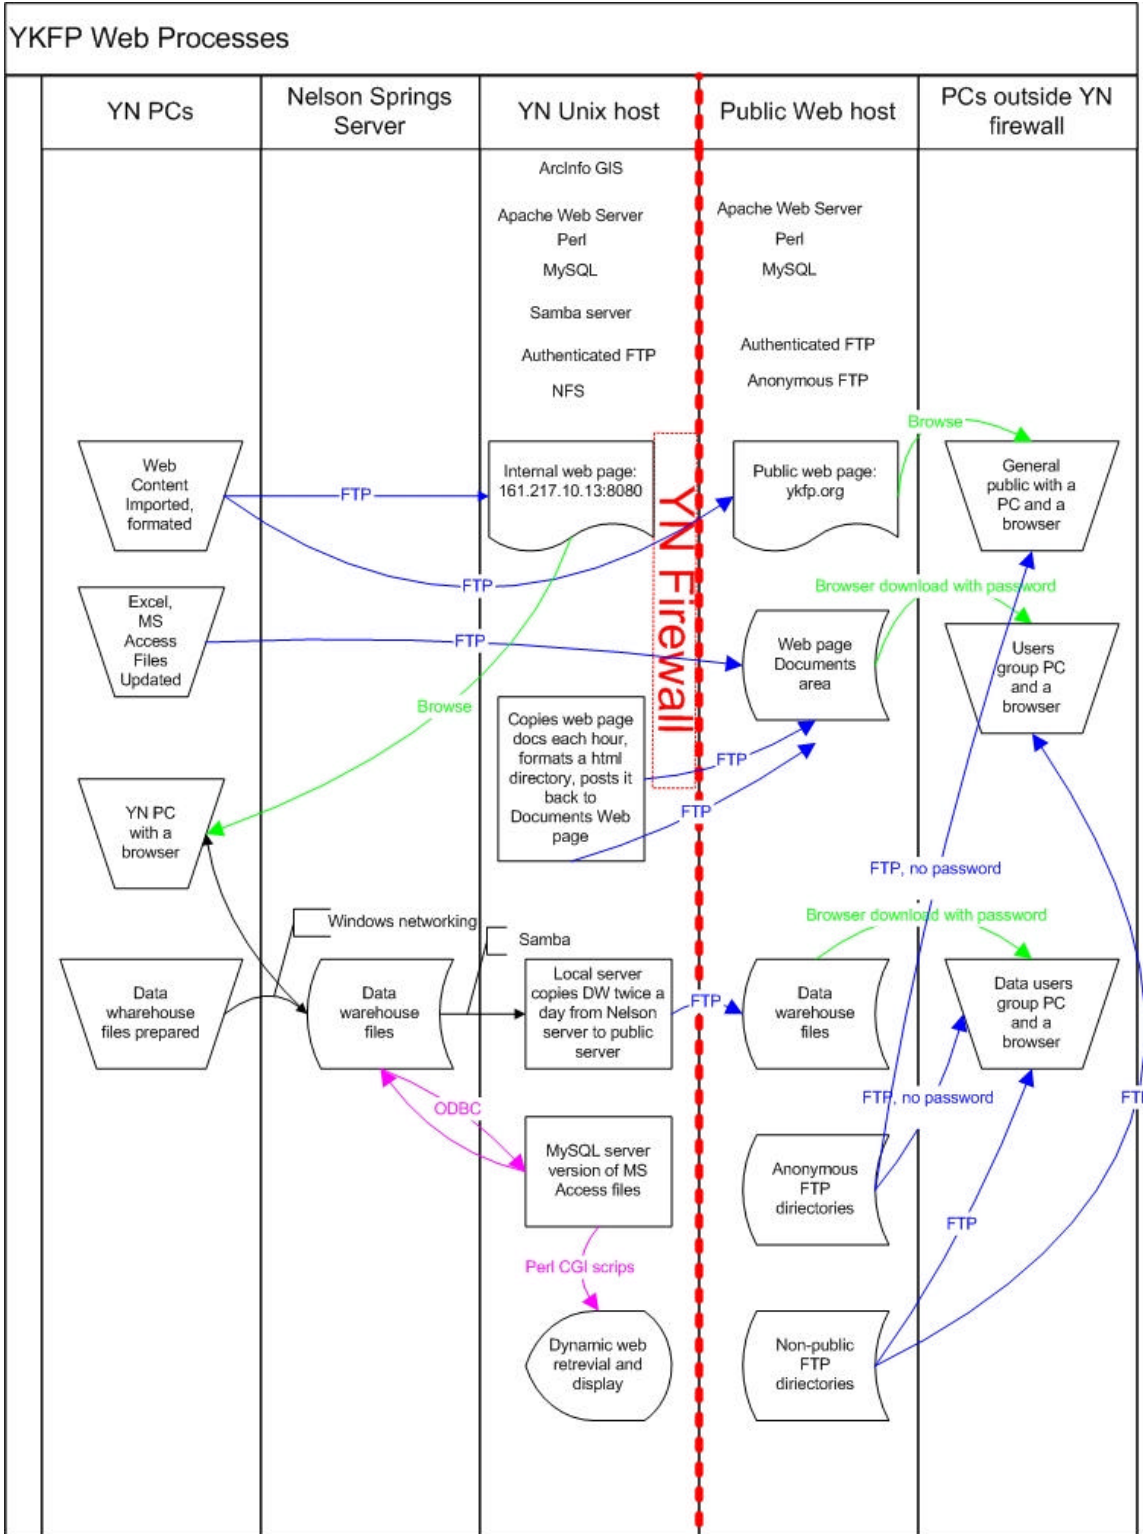 YKFP Web Processes
YN PCs
Nelson Springs
Server
YN Unix host
Public Web host
PCs outside YN
firewall
ArcInfo GIS
Apache Web Server
Perl
MySQL
Samba server
Authenticated FTP
NFS
Apache Web Server
Perl
MySQL
Authenticated FTP
Anonymous FTP
Browse
Web
Content
Imported,
formated
FTP
Internal web page:
161.217.10.13:8080
YN Firewall
Public web page:
ykfp.org
General
public with a
PC and a
browser
FTP
Excel,
MS
Access
Files
Updated
FTP
Browser download with password
Web page
Documents
area
Users
group PC
and a
browser
Browse
Copies web page
docs each hour,
formats a html
directory, posts it
back to
Documents Web
page
FTP
FTP
YN PC
with a
browser
FTP, no password
Windows networking
Samba
Browser download with password
Data
wharehouse
files prepared
Data
warehouse
files
Local server
copies DW twice a
day from Nelson
server to public
server
FTP
Data
warehouse
files
Data users
group PC
and a
browser
ODBC
FTP, no password
FT
MySQL server
version of MS
Access files
Anonymous
FTP
diriectories
FTP
Perl CGI scrips
Dynamic web
retrevial and
display
Non-public
FTP
diriectories